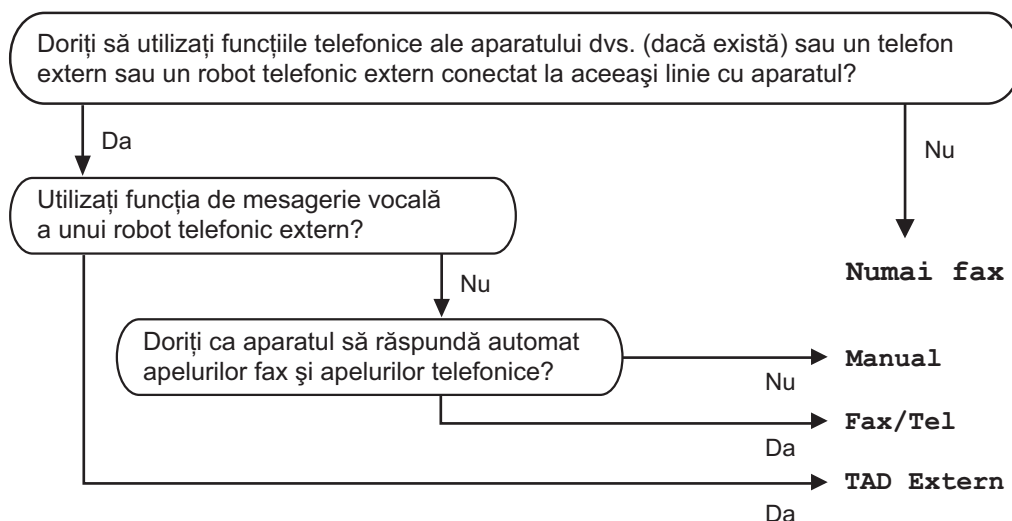 Doriți să utilizați funcțiile telefonice ale aparatului dvs. (dacă există) sau un telefon
extern sau un robot telefonic extern conectat la aceeaşi linie cu aparatul?
Da
Nu
Utilizați funcția de mesagerie vocală
a unui robot telefonic extern?
Numai fax
Nu
Doriți ca aparatul să răspundă automat
apelurilor fax şi apelurilor telefonice?
Manual
Nu
Fax/Tel
Da
TAD Extern
Da